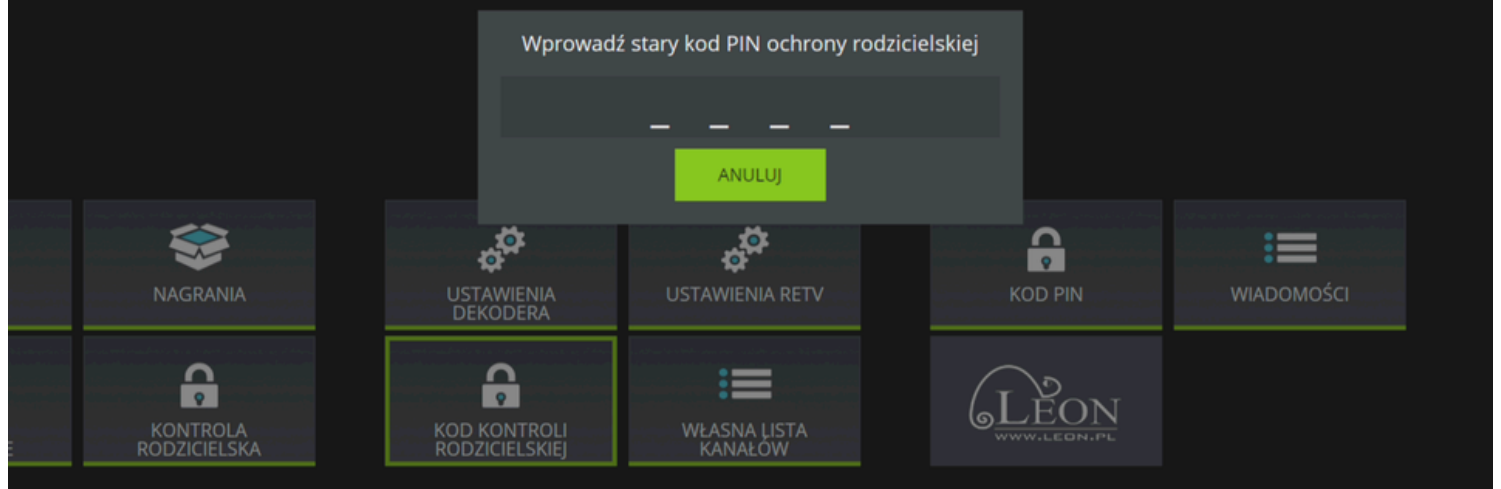 Wprowadź stary kod PIN ochrony rodzicielskiej
_ _ _ _
ANULUJ
NAGRANIA
USTAWIENIA
DEKODERA
USTAWIENIA RETV
KOD PIN
WIADOMOŚCI
E
KONTROLA
RODZICIELSKA
KOD KONTROLI
RODZICIELSKIEJ
WŁASNA LISTA
KANAŁÓW
LEON
WWW.LEON.PL